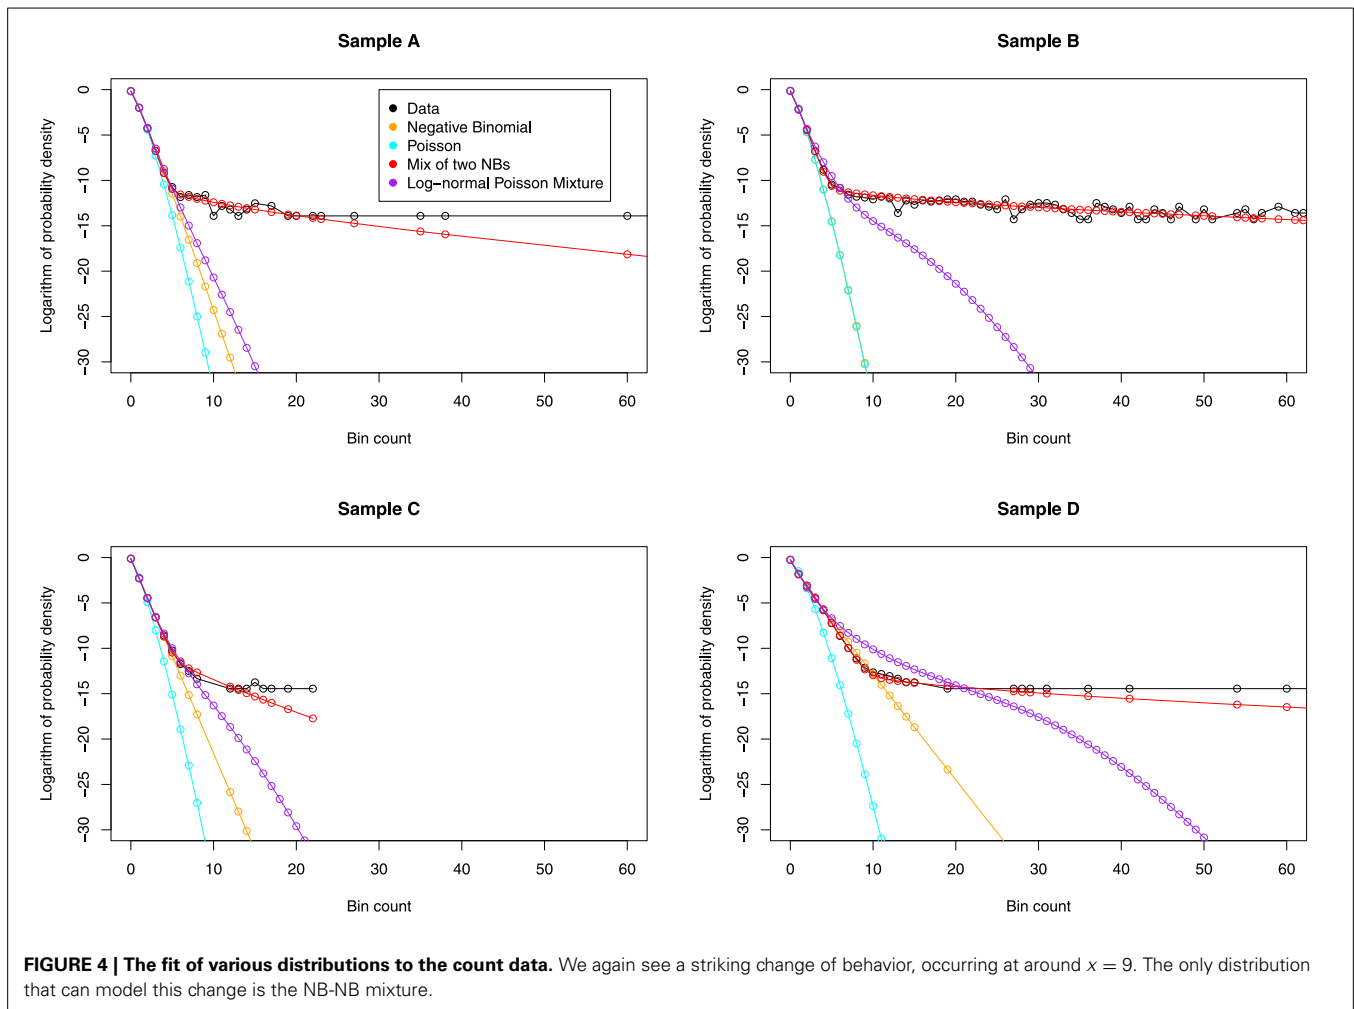 Sample A
Logarithm of probability density
0
−5
−10
−15
−20
−25
−30
Data
Negative Binomial
Poisson
Mix of two NBs
Log−normal Poisson Mixture
0 10 20 30 40 50 60
Bin count
Sample B
Logarithm of probability density
0
−5
−10
−15
−20
−25
−30
0 10 20 30 40 50 60
Bin count
Sample C
Logarithm of probability density
0
−5
−10
−15
−20
−25
−30
0 10 20 30 40 50 60
Bin count
Sample D
Logarithm of probability density
0
−5
−10
−15
−20
−25
−30
0 10 20 30 40 50 60
Bin count
FIGURE 4 | The fit of various distributions to the count data. We again see a striking change of behavior, occurring at around x = 9. The only distribution
that can model this change is the NB-NB mixture.